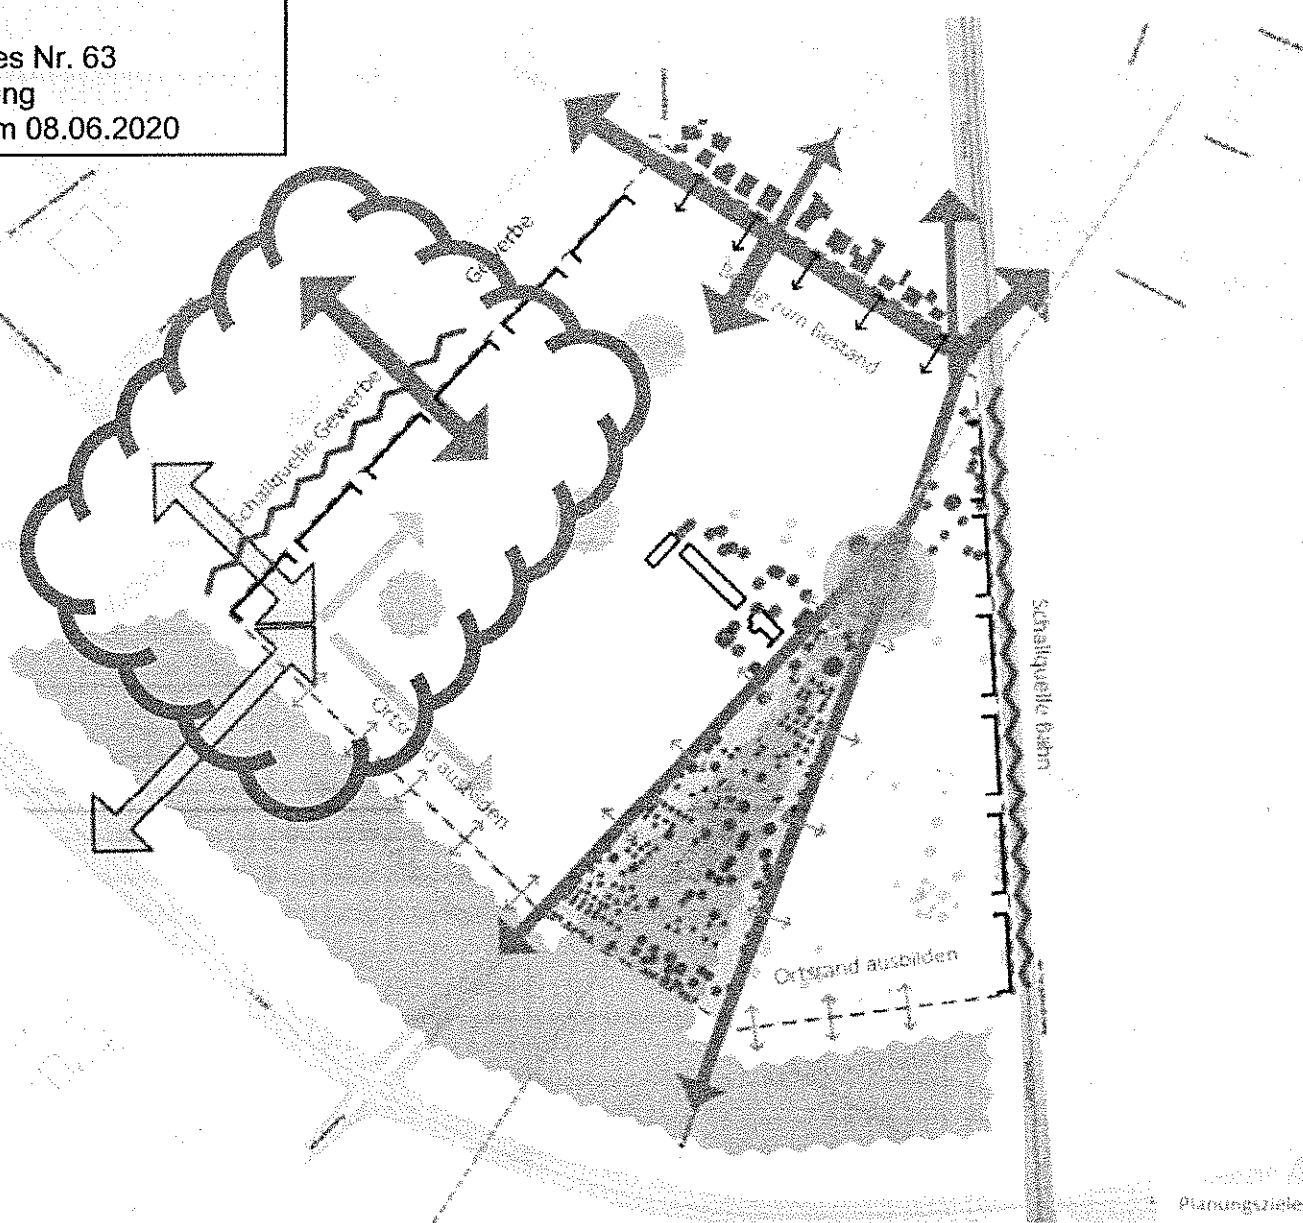 es Nr. 63
ng
m 08.06.2020
Gewerbe
Bezug zum Bestand
Schallquelle Gewerbe
Schallquelle Bahn
Ortsrand ausbilden
Ortsrand ausbilden
Planungsziele